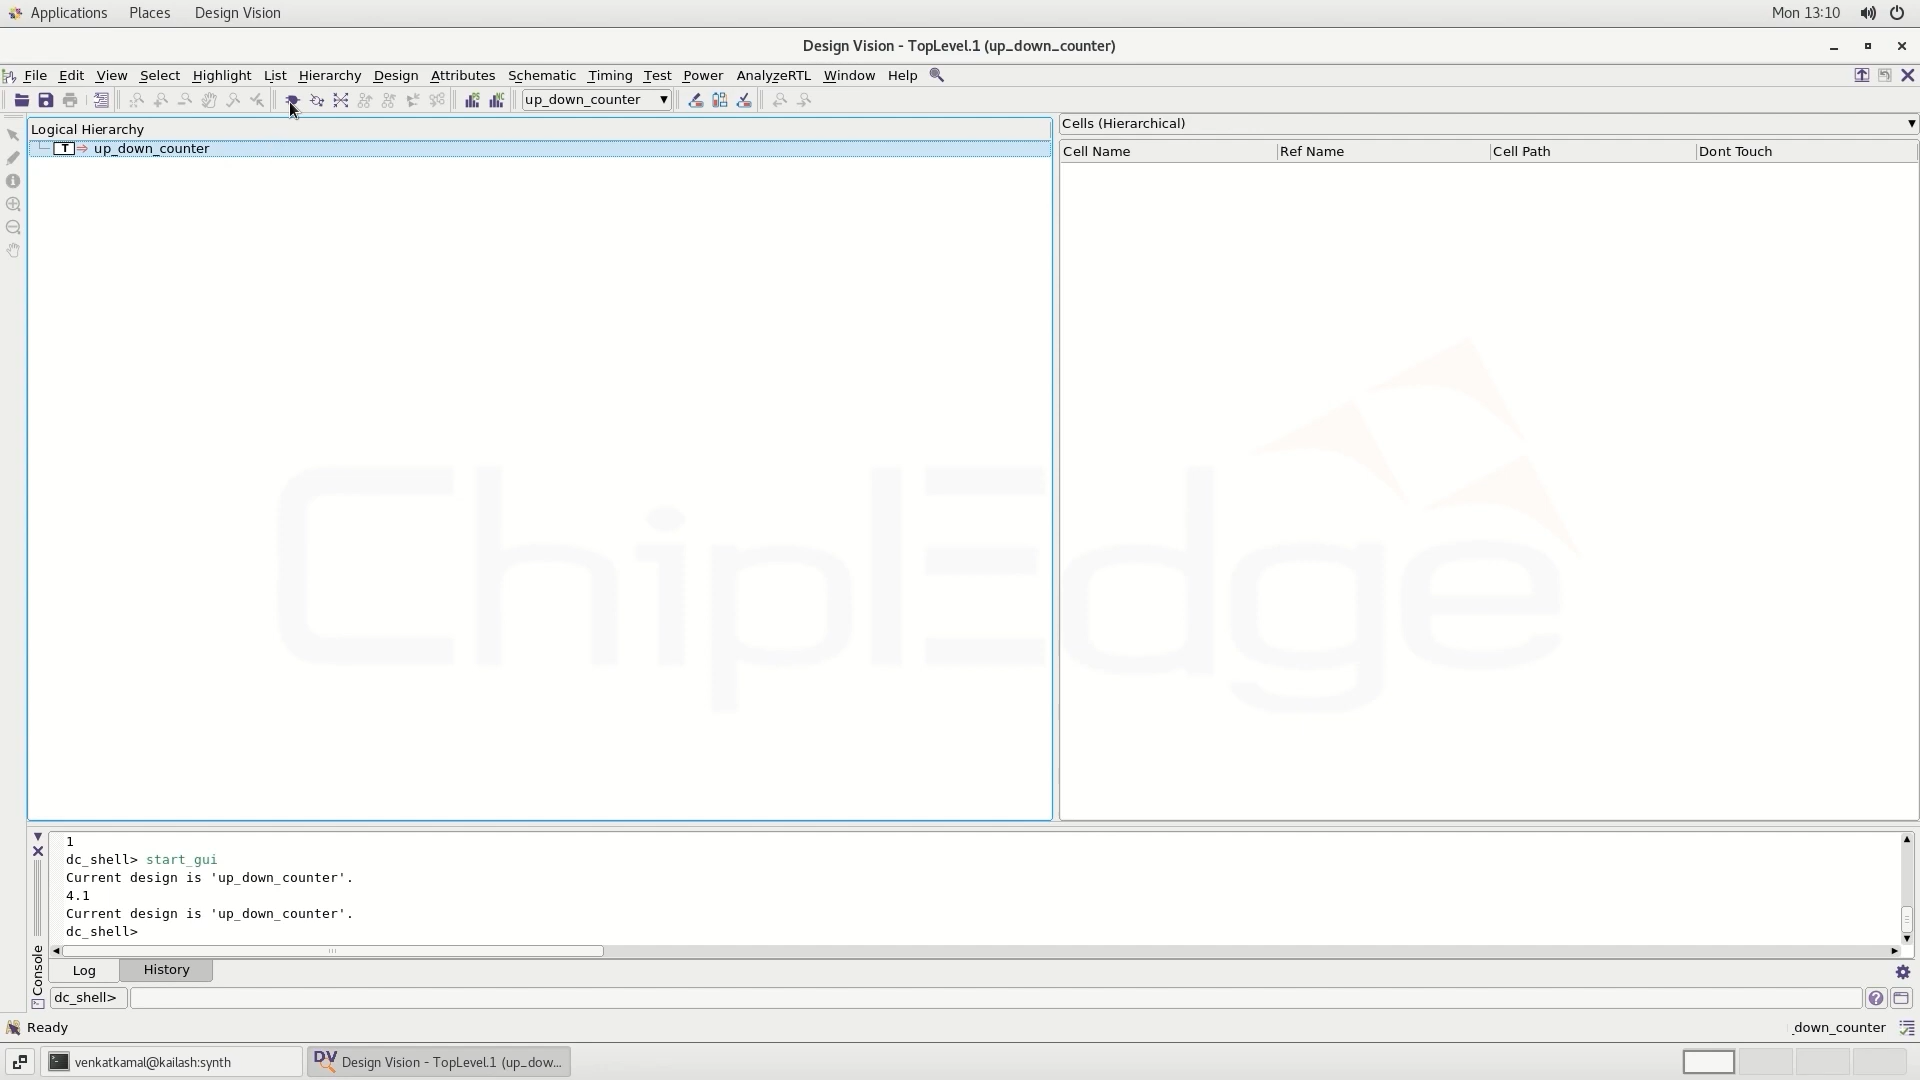 Applications Places Design Vision Mon 13:10
Design Vision - TopLevel.1 (up_down_counter)
File Edit View Select Highlight List Hierarchy Design Attributes Schematic Timing Test Power AnalyzeRTL Window Help
up_down_counter
Logical Hierarchy
T up_down_counter
Cells (Hierarchical)
Cell Name Ref Name Cell Path Dont Touch
ChipEdge
1
dc_shell> start_gui
Current design is 'up_down_counter'.
4.1
Current design is 'up_down_counter'.
dc_shell>
Console
Log History
dc_shell>
Ready _down_counter
venkatkamal@kailash:synth DV Design Vision - TopLevel.1 (up_dow...